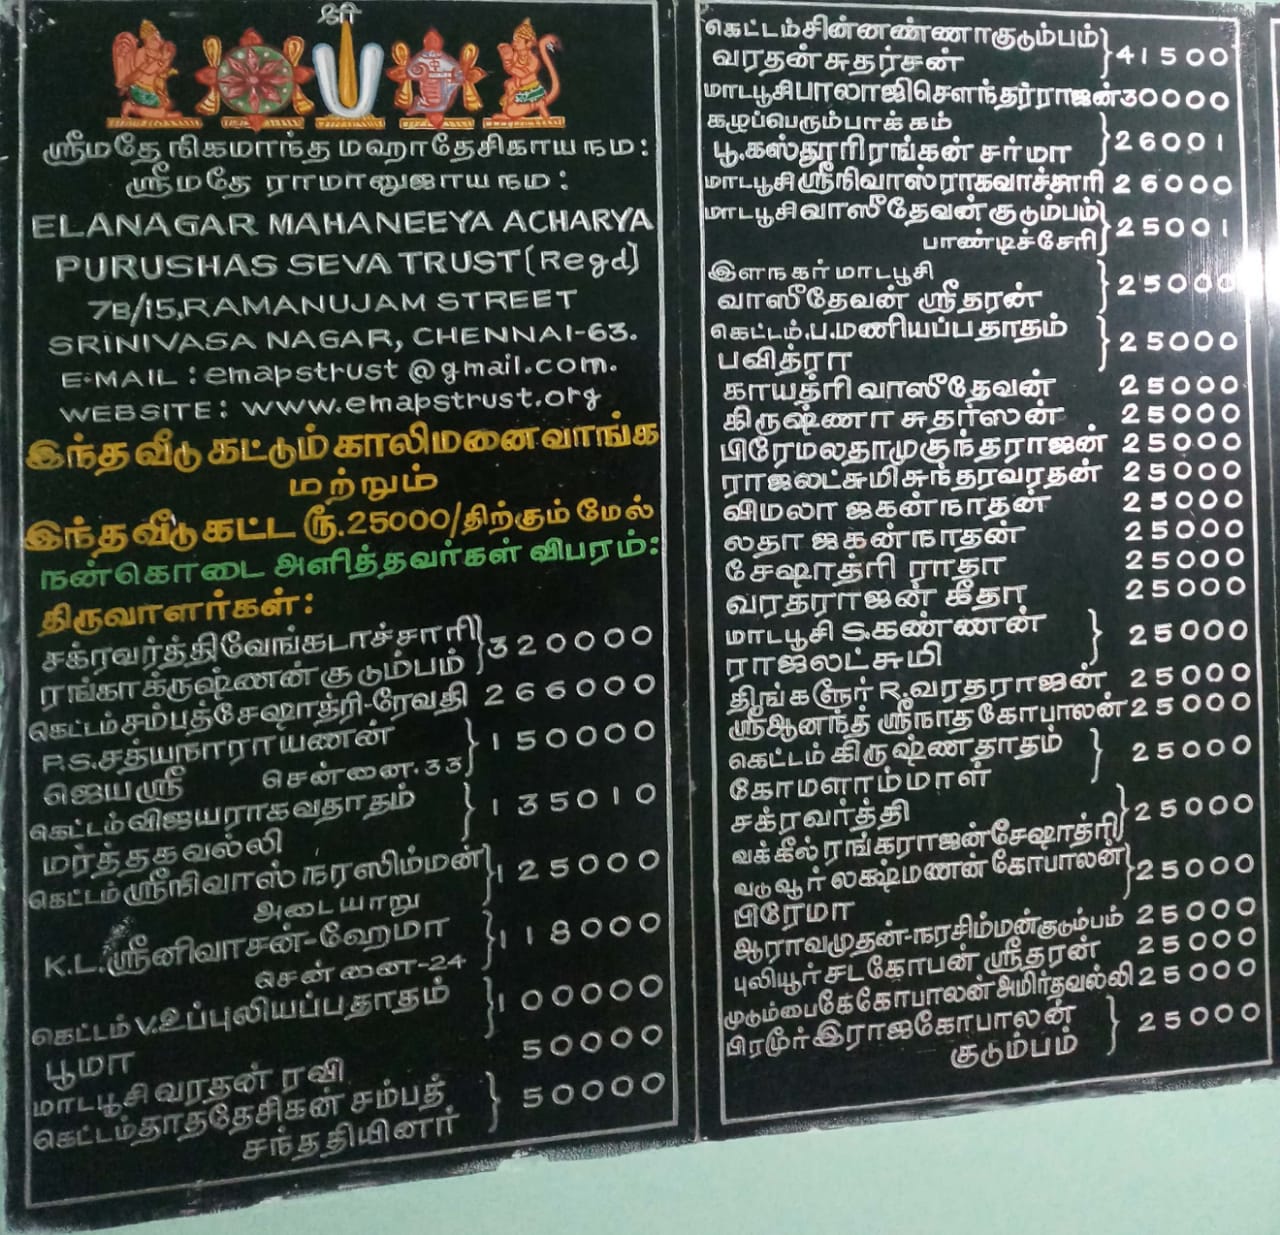 ஸ்ரீ
ஸ்ரீமதே நிகமாந்த மஹாதேசிகாய நம:
ஸ்ரீமதே ராமானுஜாய நம:
ELANAGAR MAHANEEYA ACHARYA
PURUSHAS SEVA TRUST(Regd)
7B/15,RAMANUJAM STREET
SRINIVASA NAGAR, CHENNAI-63.
E-MAIL : emapstrust@gmail.com.
WEBSITE: www.emapstrust.org
இந்த வீடு கட்டும் காலிமனை வாங்க
மற்றும்
இந்த வீடு கட்ட ரூ.25000/திற்கும் மேல்
நன்கொடை அளித்தவர்கள் விபரம்:
திருவாளர்கள்:
சக்ரவர்த்தி வேங்கடாச்சாரி
ரங்கா க்ருஷ்ணன் குடும்பம் } 320000
கெட்டம் சம்பத்சேஷாத்ரி-ரேவதி 266000
P.S.சத்யநாராயணன்
ஜெயஸ்ரீ சென்னை-33 } 150000
கெட்டம் விஜயராகவதாதம்
மர்த்தகவல்லி } 135010
கெட்டம் ஸ்ரீநிவாஸ் நரஸிம்மன்
அடையாறு } 125000
K.L.ஸ்ரீனிவாசன்-ஹேமா
சென்னை-24 } 118000
கெட்டம் V.உப்புலியப்பதாதம்
பூமா } 100000
மாடபூசி வரதன் ரவி 50000
கெட்டம் தாததேசிகன் சம்பத்
சந்ததியினர் } 50000
கெட்டம் சின்னண்ணா குடும்பம்
வரதன் சுதர்சன் } 41500
மாடபூசி பாலாஜி சௌந்தர்ராஜன் 30000
கழுப்பெரும்பாக்கம்
பூ.கஸ்தூரிரங்கன் சர்மா } 26001
மாடபூசி ஸ்ரீநிவாஸ் ராகவாச்சாரி 26000
மாடபூசி வாஸீதேவன் குடும்பம்
பாண்டிச்சேரி } 25001
இளநகர் மாடபூசி
வாஸீதேவன் ஸ்ரீதரன் } 25000
கெட்டம்.ப.மணியப்பதாதம்
பவித்ரா } 25000
காயத்ரி வாஸீதேவன் 25000
கிருஷ்ணா சுதர்ஸன் 25000
பிரேமலதா முகுந்தராஜன் 25000
ராஜலட்சுமி சுந்தரவரதன் 25000
விமலா ஜகன்நாதன் 25000
லதா ஜகன்நாதன் 25000
சேஷாத்ரி ராதா 25000
வரதராஜன் கீதா 25000
மாடபூசி S.கண்ணன்
ராஜலட்சுமி } 25000
திங்களூர் R.வரதராஜன் 25000
ஸ்ரீஆனந்த் ஸ்ரீநாத கோபாலன் 25000
கெட்டம் கிருஷ்ணதாதம்
கோமளாம்மாள் } 25000
சக்ரவர்த்தி
வக்கீல் ரங்கராஜன் சேஷாத்ரி } 25000
வடுவூர் லக்ஷ்மணன் கோபாலன்
பிரேமா } 25000
ஆராவமுதன்-நரசிம்மன் குடும்பம் 25000
புலியூர் சடகோபன் ஸ்ரீதரன் 25000
முடும்பை கே கோபாலன் அமிர்தவல்லி 25000
பிரமூர் இராஜகோபாலன்
குடும்பம் } 25000